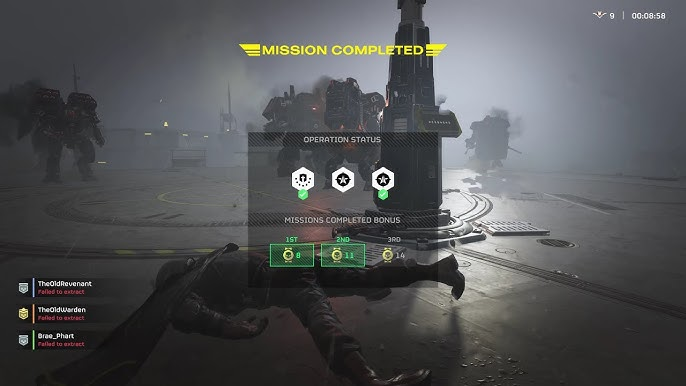 9 | 00:08:58
MISSION COMPLETED
OPERATION STATUS
MISSIONS COMPLETED BONUS
1ST 2ND 3RD
8 11 14
TheOldRevenant
Failed to extract
TheOldWarden
Failed to extract
Brae_Phart
Failed to extract